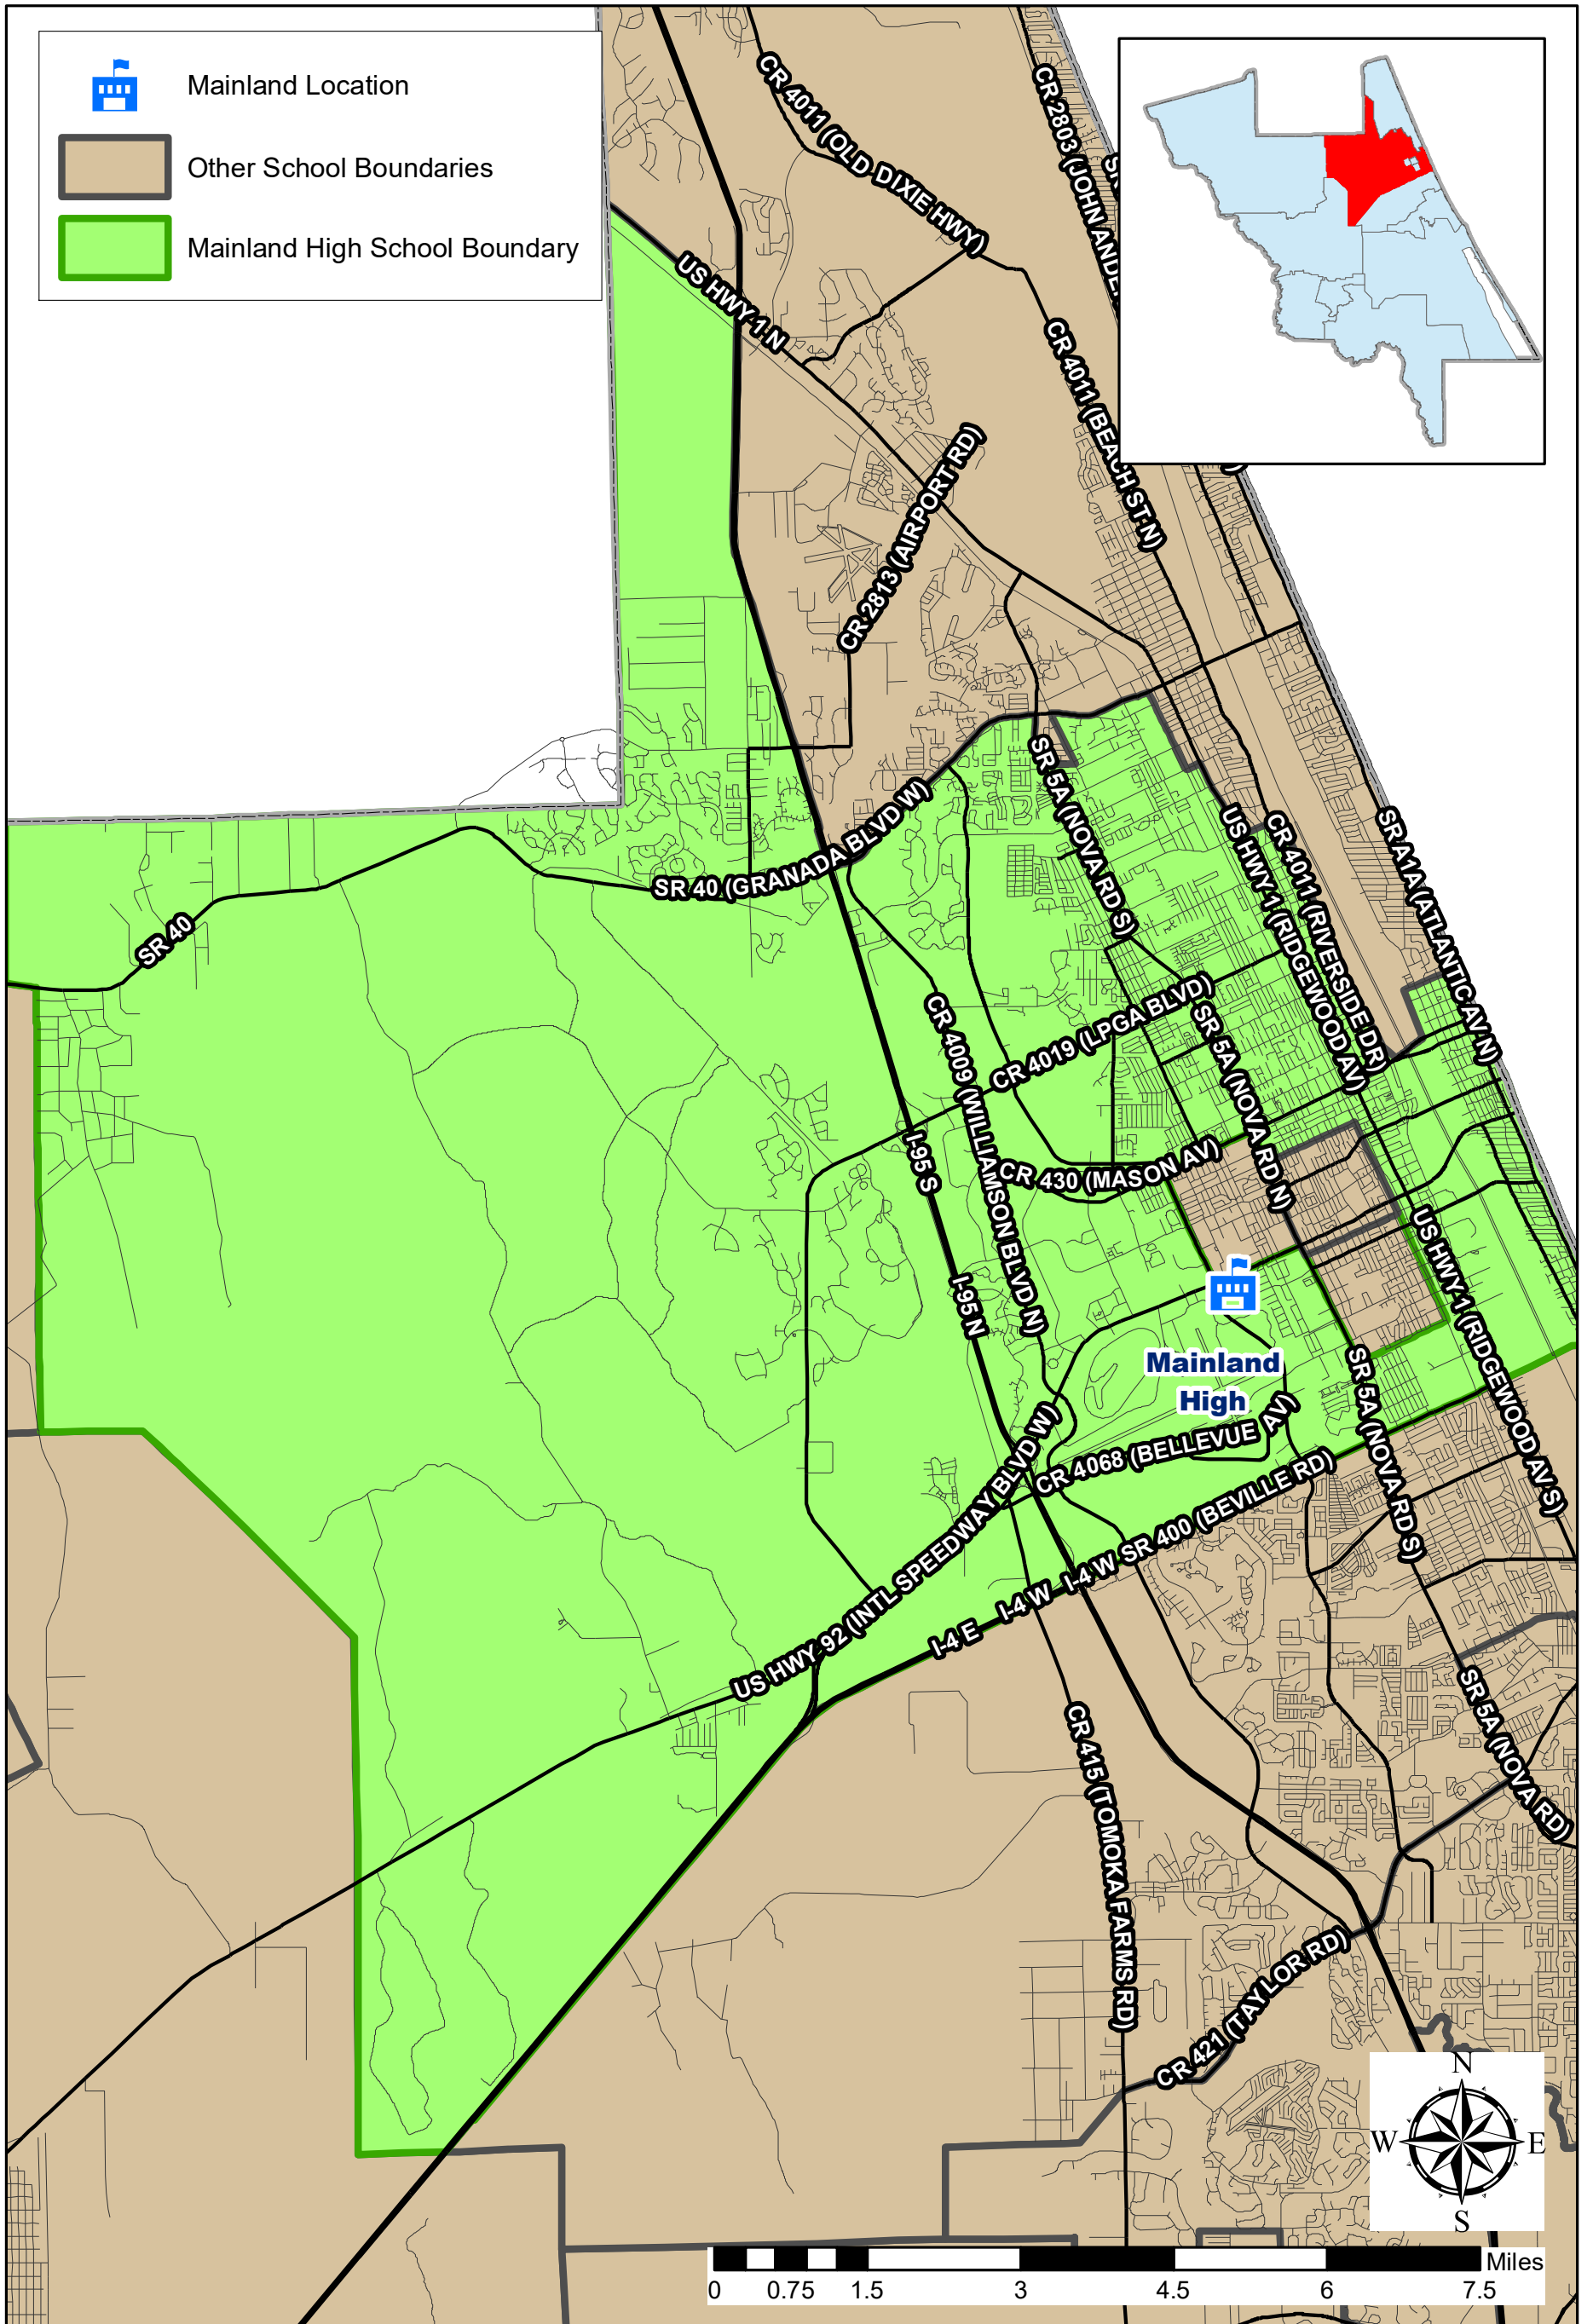 Mainland Location
Other School Boundaries
Mainland High School Boundary
CR 4011 (OLD DIXIE HWY)
CR 2803 (JOHN ANDE
US HWY 1 N
CR 4011 (BEACH ST N)
CR 2813 (AIRPORT RD)
SR 5A (NOVA RD S)
SR 40 (GRANADA BLVD W)
SR 40
US HWY 1 (RIDGEWOOD AV)
CR 4011 (RIVERSIDE DR)
SR A1A (ATLANTIC AV N)
CR 4009 (WILLIAMSON BLVD N)
CR 4019 (LPGA BLVD)
SR 5A (NOVA RD N)
I-95 S
CR 430 (MASON AV)
I-95 N
US HWY 1 (RIDGEWOOD AV S)
Mainland
High
SR 5A (NOVA RD S)
CR 4068 (BELLEVUE AV)
US HWY 92 (INTL SPEEDWAY BLVD W)
SR 400 (BEVILLE RD)
I-4 W
I-4 W
I-4 E
SR 5A (NOVA RD)
CR 415 (TOMOKA FARMS RD)
CR 421 (TAYLOR RD)
N
W E
S
Miles
0 0.75 1.5 3 4.5 6 7.5